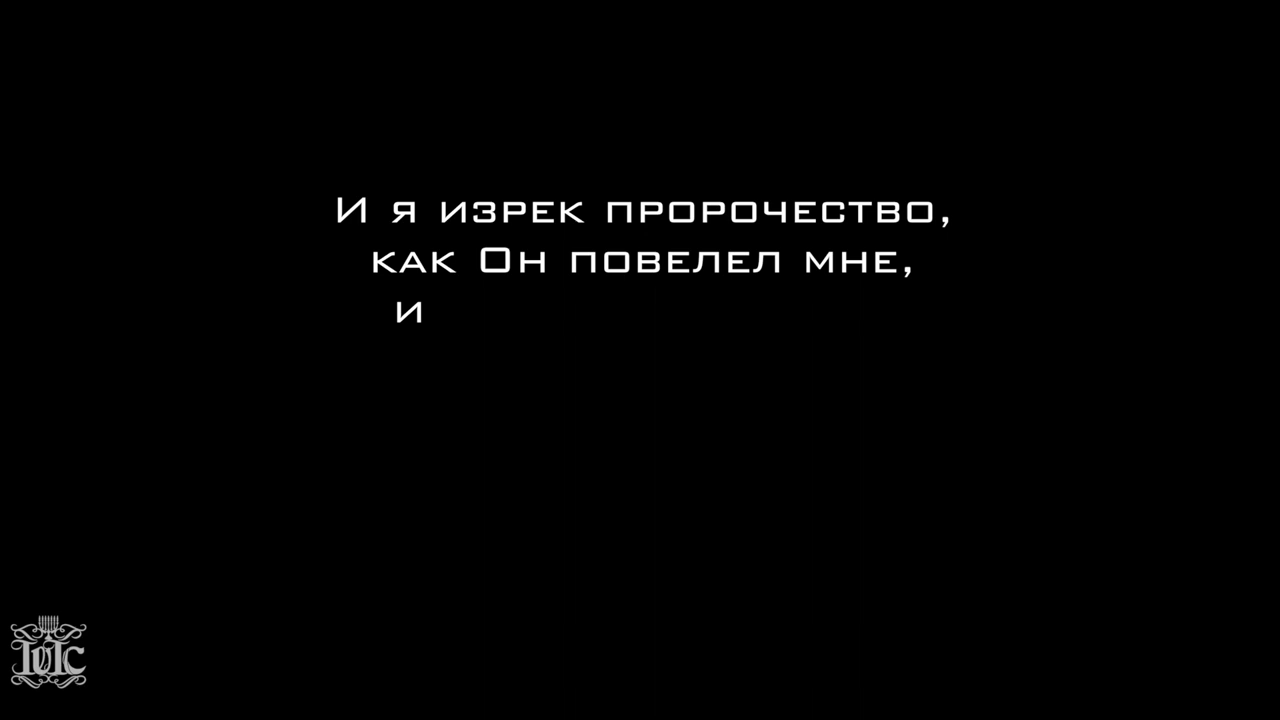 И я изрек пророчество,
как Он повелел мне,
и